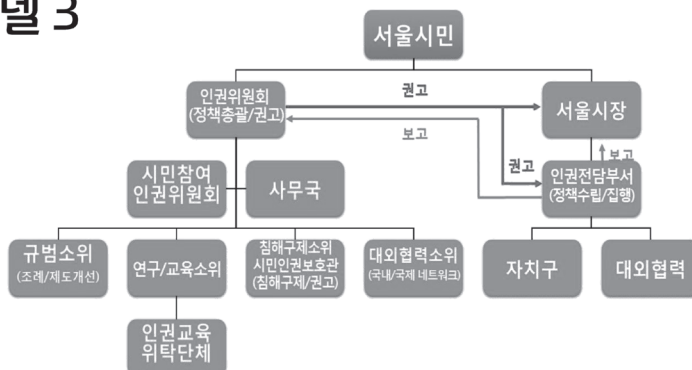 델 3
서울시민
인권위원회
(정책총괄/권고)
권고
서울시장
보고
보고
시민참여
인권위원회
사무국
권고
인권전담부서
(정책수립/집행)
규범소위
(조례/제도개선)
연구/교육소위
침해구제소위
시민인권보호관
(침해구제/권고)
대외협력소위
(국내/국제 네트워크)
자치구
대외협력
인권교육
위탁단체